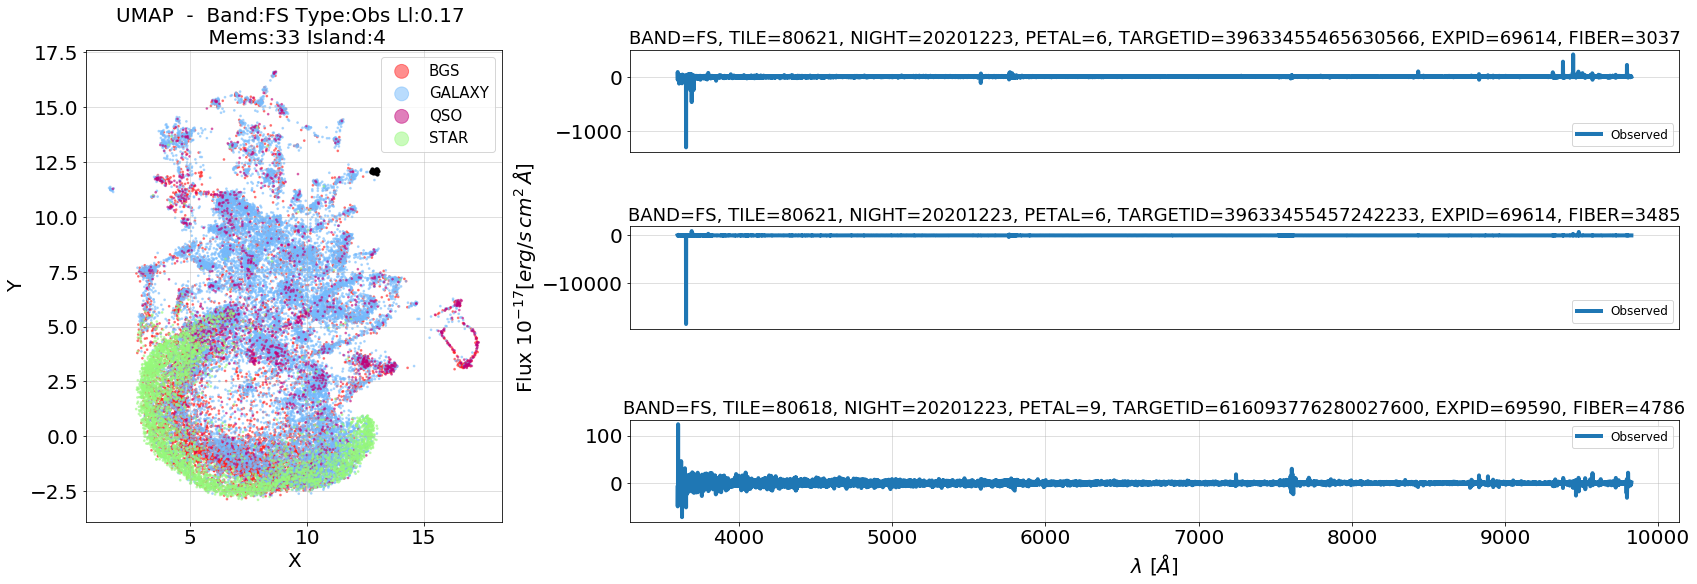 UMAP - Band:FS Type:Obs Ll:0.17
Mems:33 Island:4
17.5
15.0
12.5
10.0
7.5
5.0
2.5
0.0
−2.5
Y
5
10
15
X
BGS
GALAXY
QSO
STAR
Flux 10^{−17}[erg/s cm^2 Å]
BAND=FS, TILE=80621, NIGHT=20201223, PETAL=6, TARGETID=39633455465630566, EXPID=69614, FIBER=3037
0
−1000
Observed
BAND=FS, TILE=80621, NIGHT=20201223, PETAL=6, TARGETID=39633455457242233, EXPID=69614, FIBER=3485
0
−10000
Observed
BAND=FS, TILE=80618, NIGHT=20201223, PETAL=9, TARGETID=616093776280027600, EXPID=69590, FIBER=4786
100
0
Observed
4000
5000
6000
7000
8000
9000
10000
λ [Å]